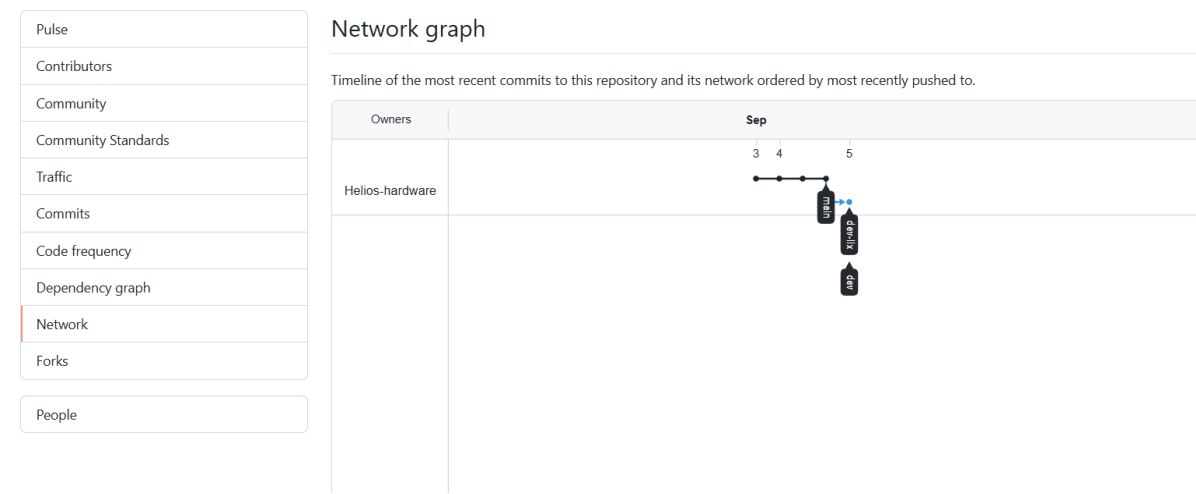 Pulse
Contributors
Community
Community Standards
Traffic
Commits
Code frequency
Dependency graph
Network
Forks
People
Network graph
Timeline of the most recent commits to this repository and its network ordered by most recently pushed to.
Owners
Sep
3 4 5
Helios-hardware
main
dev-llx
dev